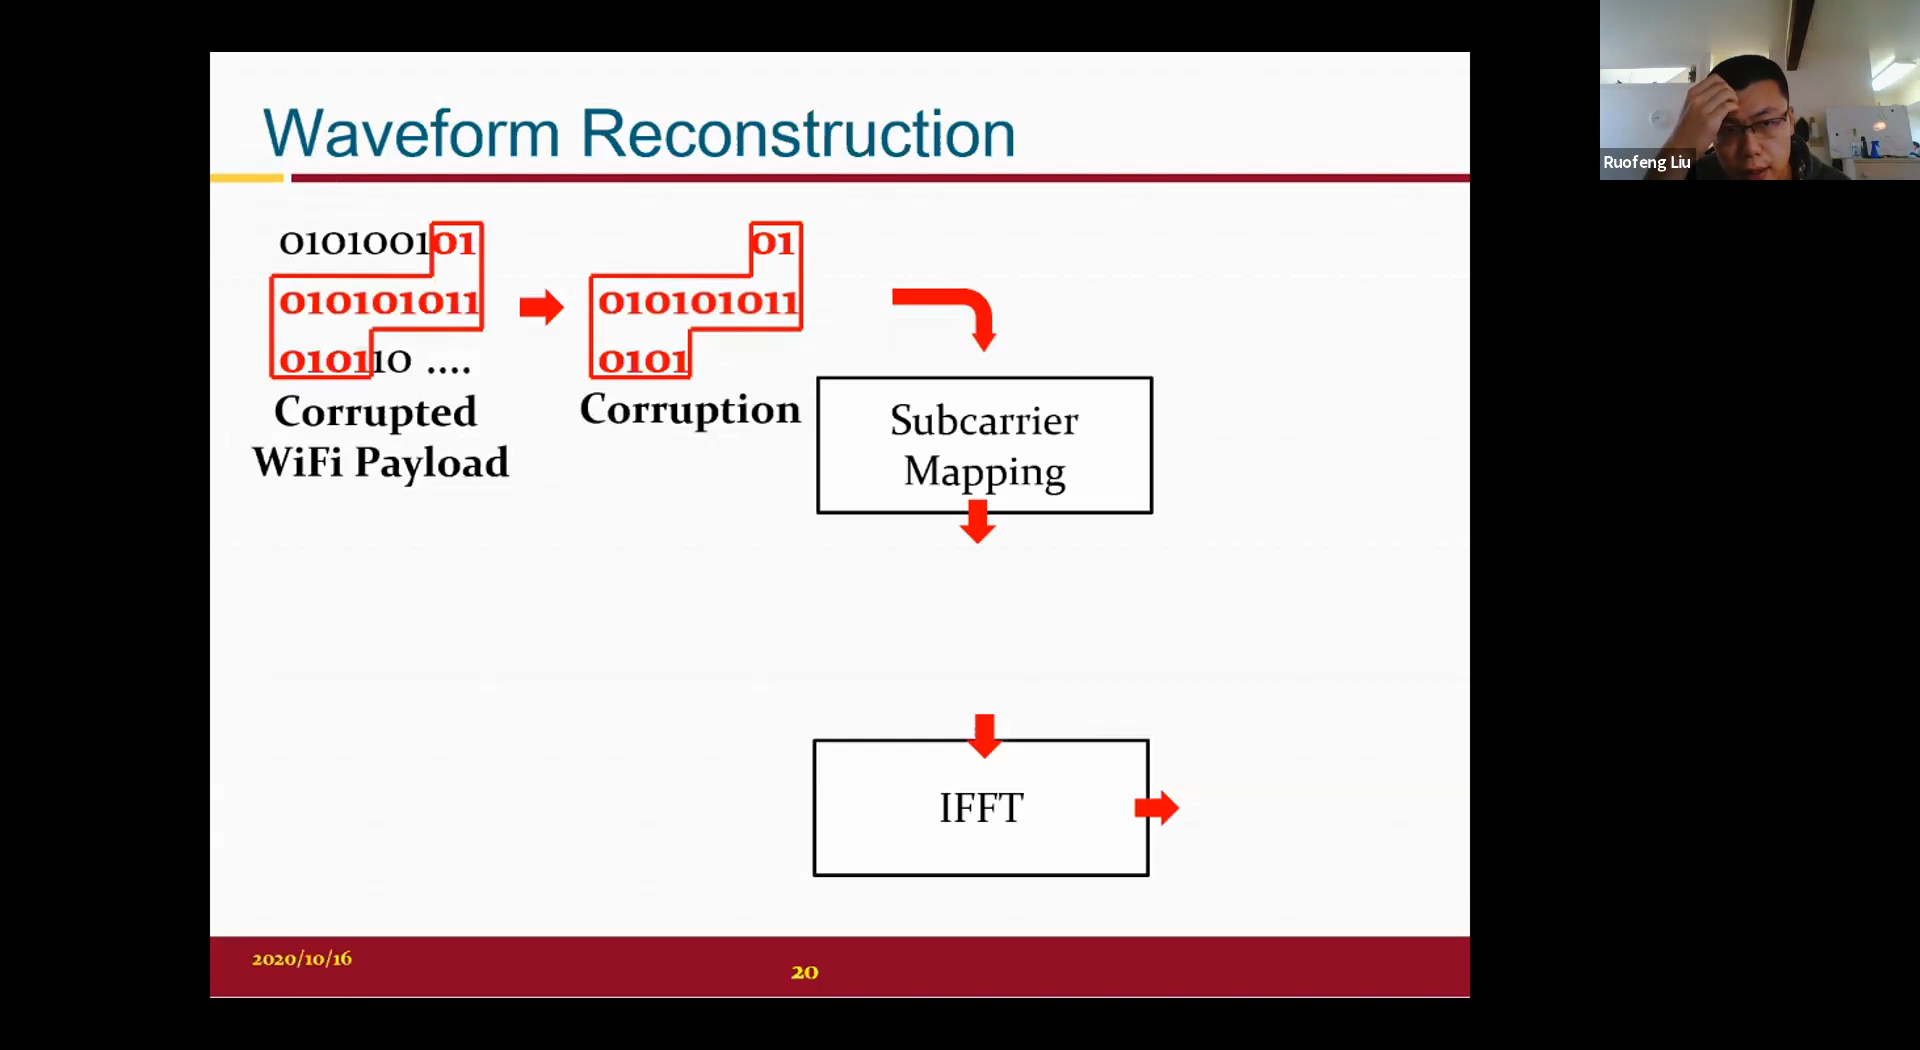 Waveform Reconstruction
010100101
010101011
010110 ....
Corrupted
WiFi Payload
01
010101011
0101
Corruption
Subcarrier
Mapping
IFFT
2020/10/16
20
Ruofeng Liu